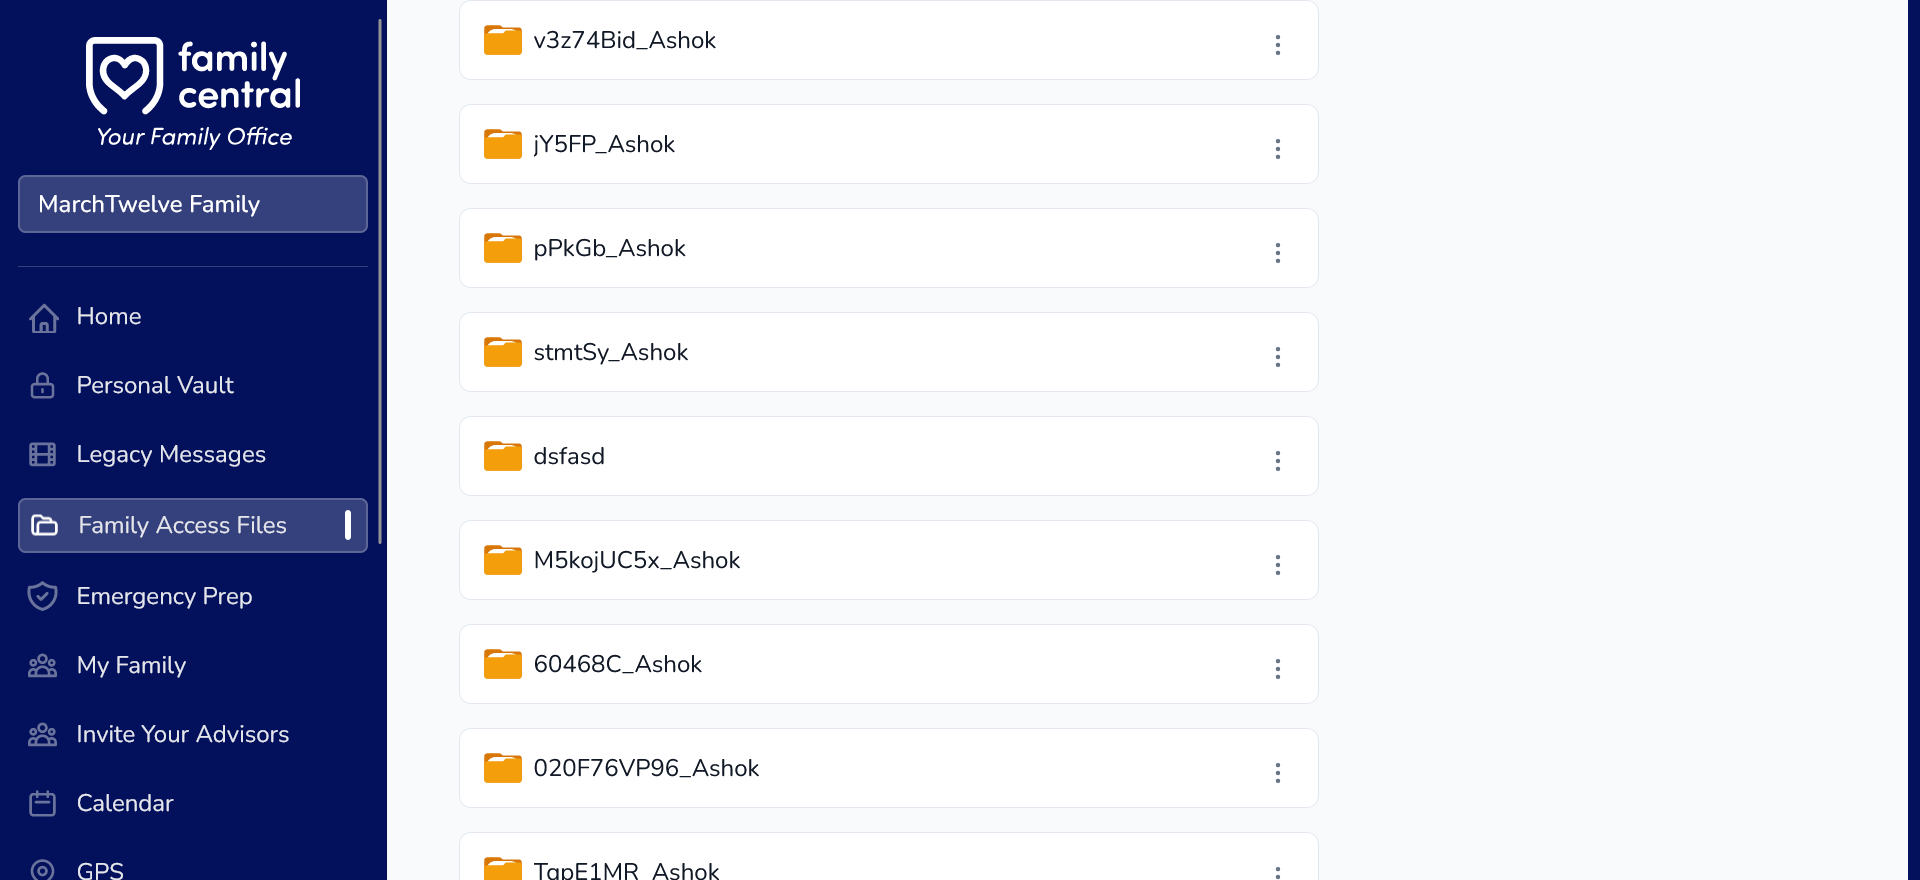 family
central
Your Family Office
MarchTwelve Family
Home
Personal Vault
Legacy Messages
Family Access Files
Emergency Prep
My Family
Invite Your Advisors
Calendar
GPS
v3z74Bid_Ashok
jY5FP_Ashok
pPkGb_Ashok
stmtSy_Ashok
dsfasd
M5kojUC5x_Ashok
60468C_Ashok
020F76VP96_Ashok